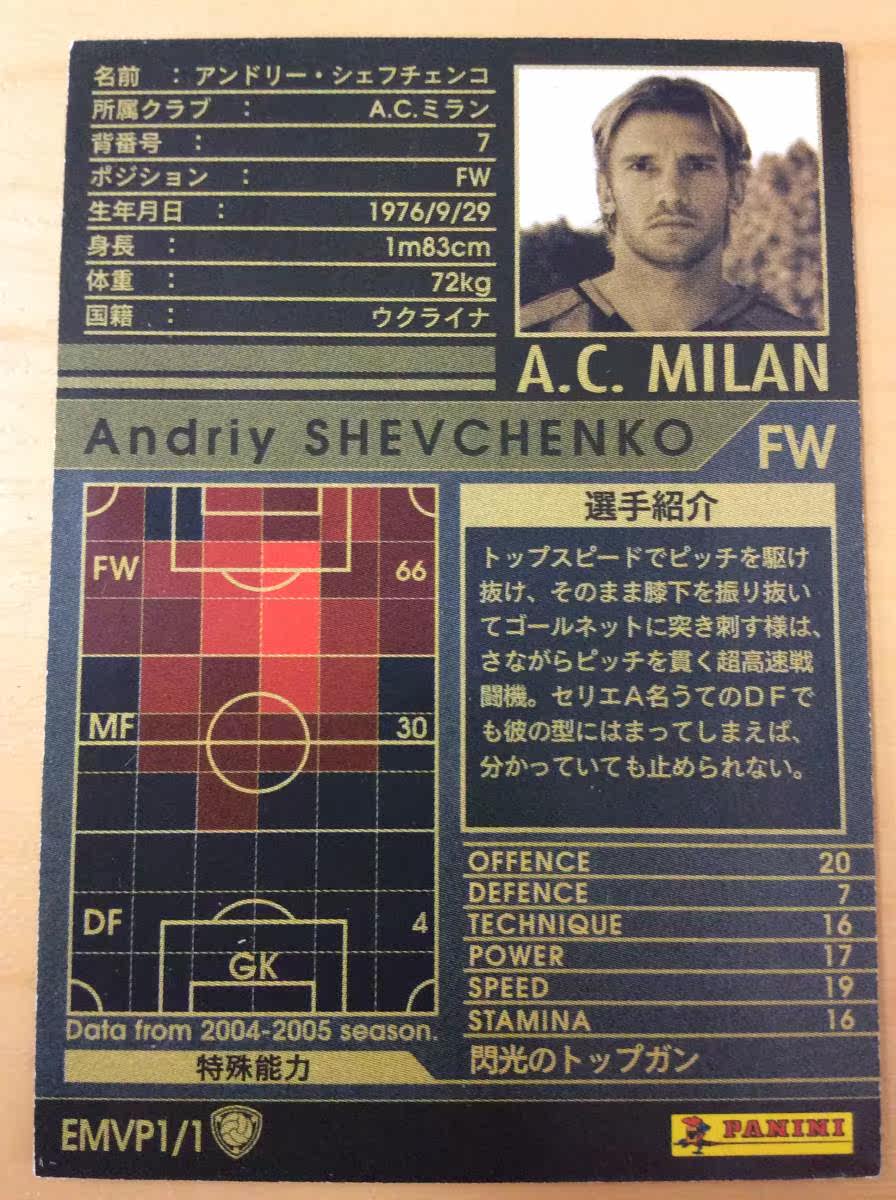 名前 : アンドリー・シェフチェンコ
所属クラブ : A.C.ミラン
背番号 : 7
ポジション : FW
生年月日 : 1976/9/29
身長 : 1m83cm
体重 : 72kg
国籍 : ウクライナ
A.C. MILAN
Andriy SHEVCHENKO
FW
FW 66
MF 30
DF 4
GK
Data from 2004-2005 season.
選手紹介
トップスピードでピッチを駆け
抜け、そのまま膝下を振り抜い
てゴールネットに突き刺す様は、
さながらピッチを貫く超高速戦
闘機。セリエA名うてのDFで
も彼の型にはまってしまえば、
分かっていても止められない。
OFFENCE 20
DEFENCE 7
TECHNIQUE 16
POWER 17
SPEED 19
STAMINA 16
特殊能力 閃光のトップガン
EMVP1/1
PANINI